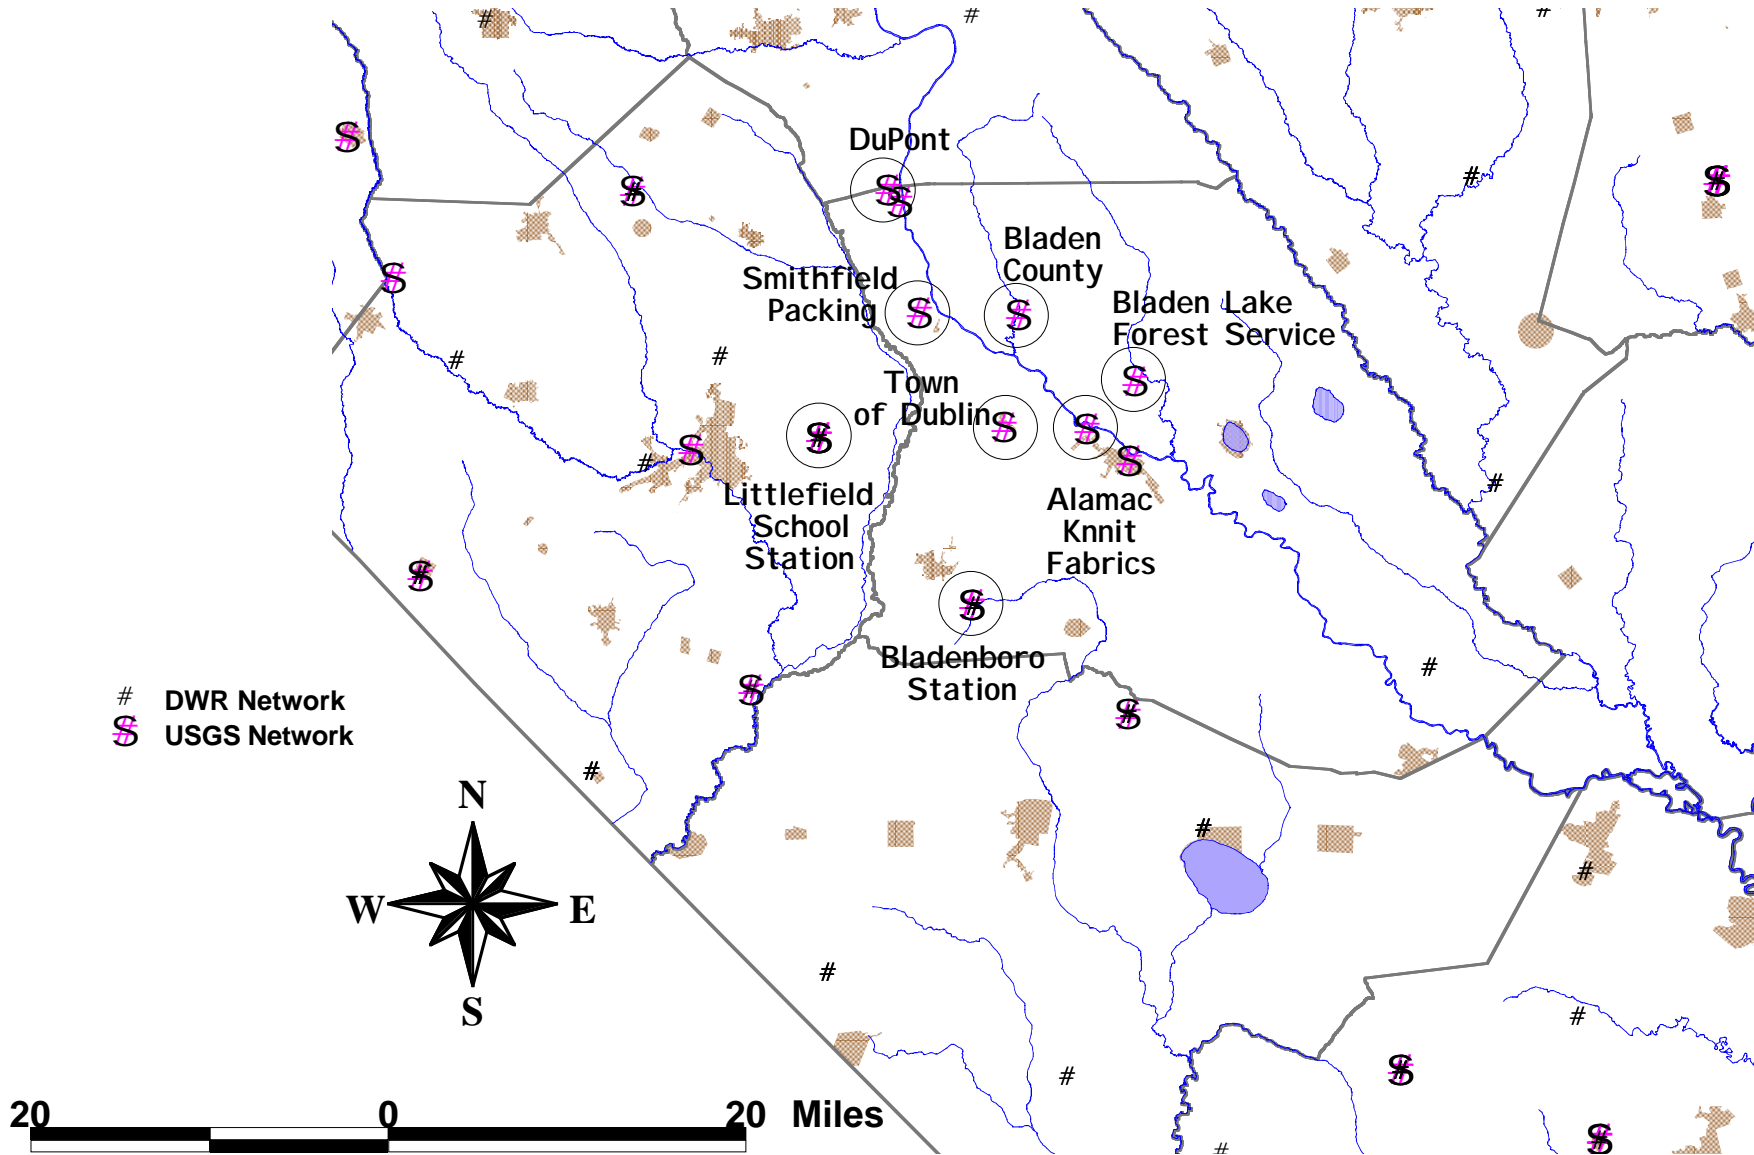 DuPont
Bladen
County
Smithfield
Packing
Bladen Lake
Forest Service
Town
of Dublin
Littlefield
School
Station
Alamac
Knnit
Fabrics
Bladenboro
Station
# DWR Network
S USGS Network
N
W E
S
20 0 20 Miles